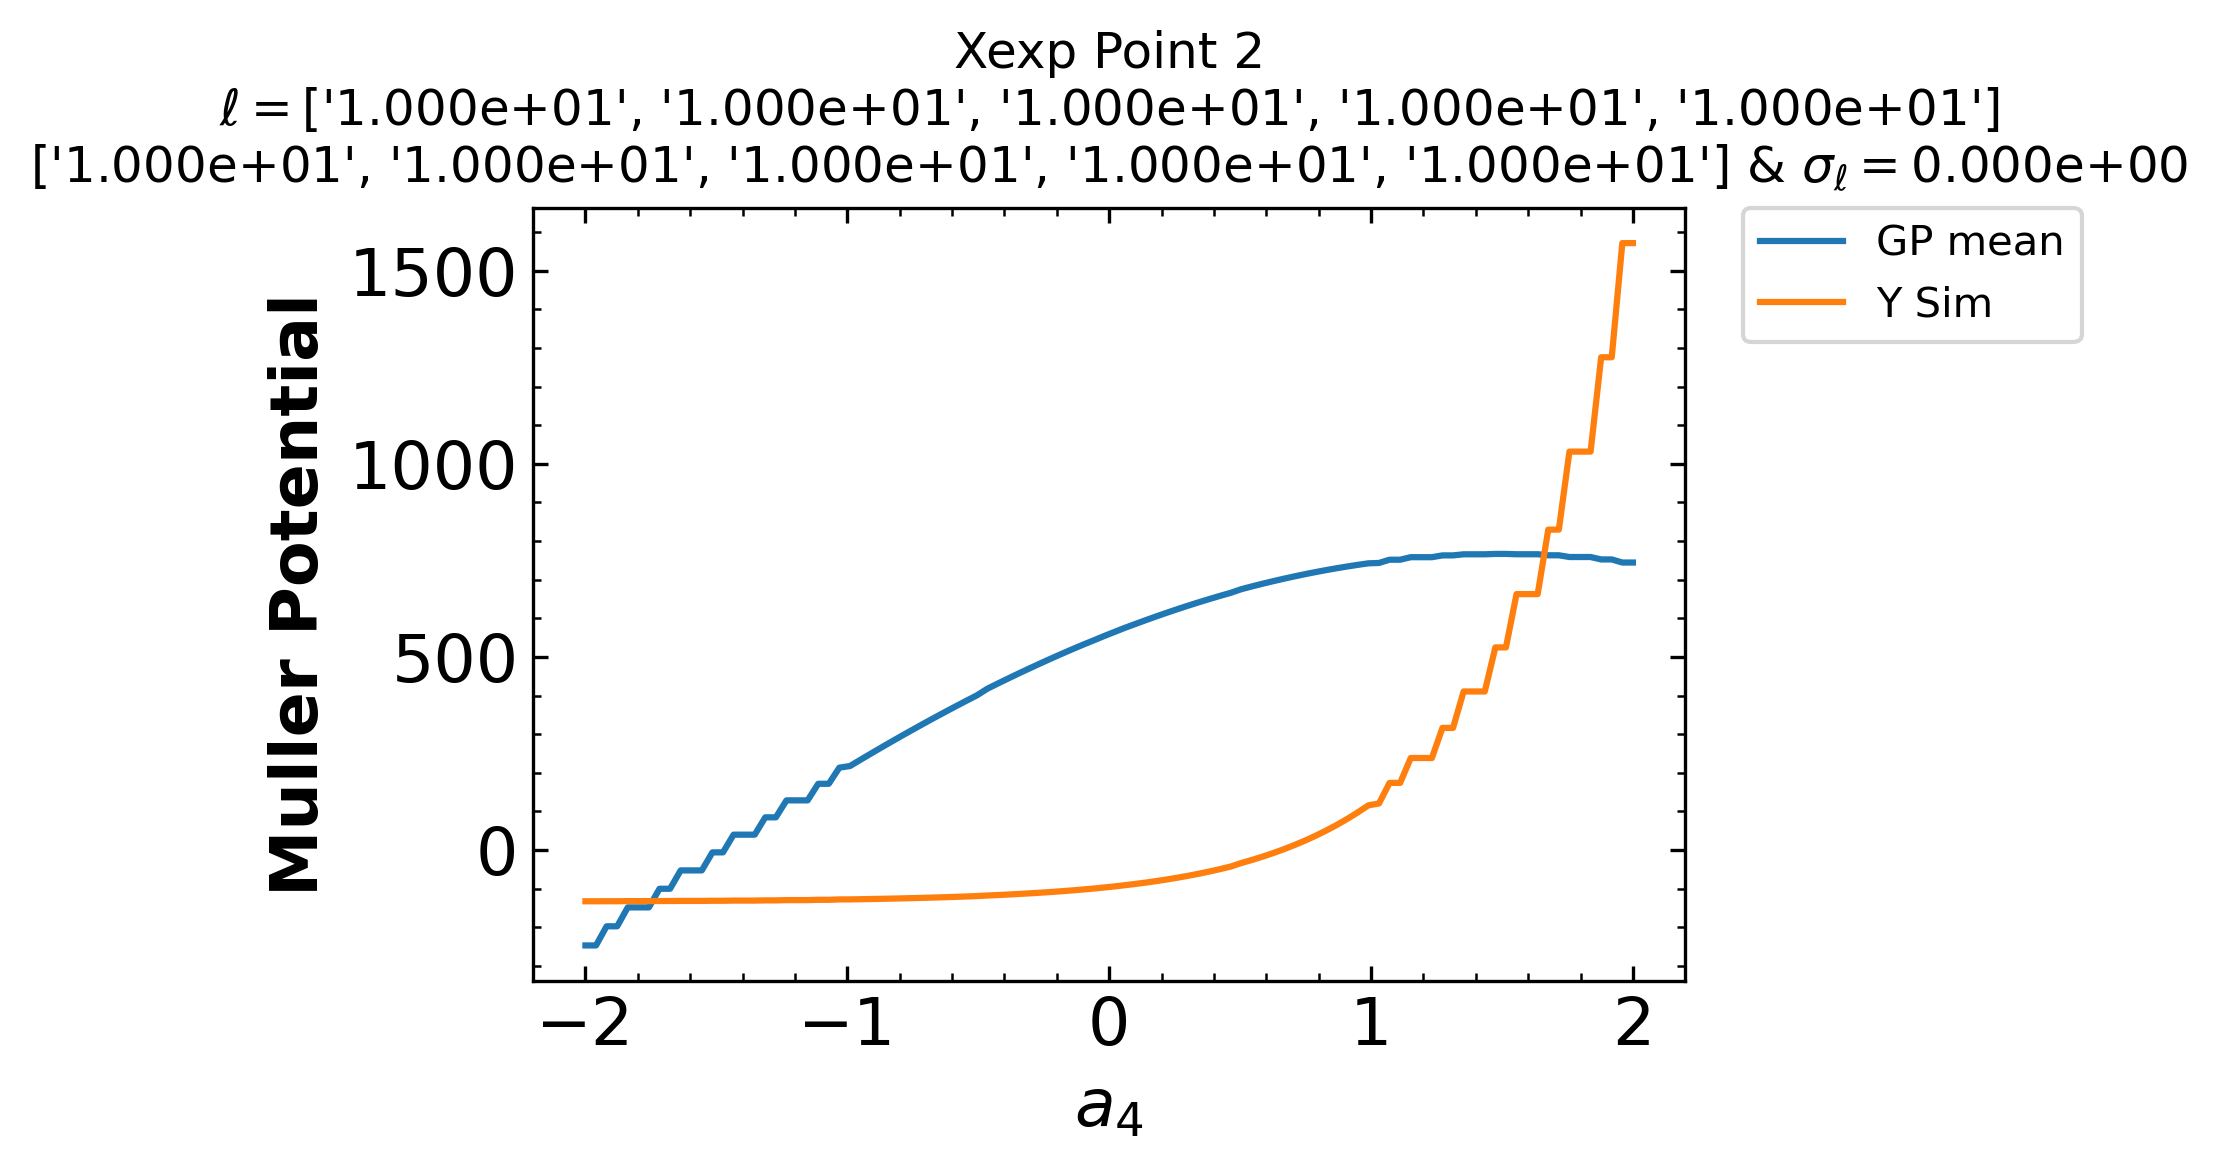 Xexp Point 2
ℓ = ['1.000e+01', '1.000e+01', '1.000e+01', '1.000e+01', '1.000e+01']
['1.000e+01', '1.000e+01', '1.000e+01', '1.000e+01', '1.000e+01'] & σ_ℓ = 0.000e+00
GP mean
Y Sim
Muller Potential
1500
1000
500
0
−2
−1
0
1
2
a₄